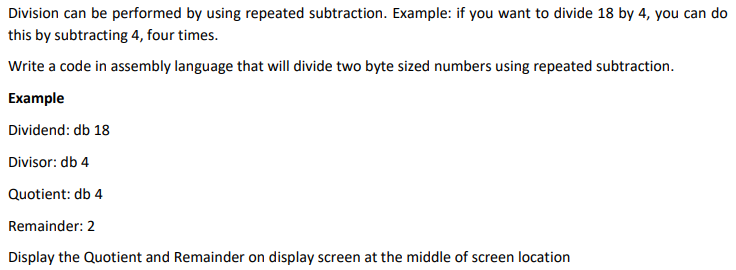 Division can be performed by using repeated subtraction. Example: if you want to divide 18 by 4, you can do
this by subtracting 4, four times.
Write a code in assembly language that will divide two byte sized numbers using repeated subtraction.
Example
Dividend: db 18
Divisor: db 4
Quotient: db 4
Remainder: 2
Display the Quotient and Remainder on display screen at the middle of screen location